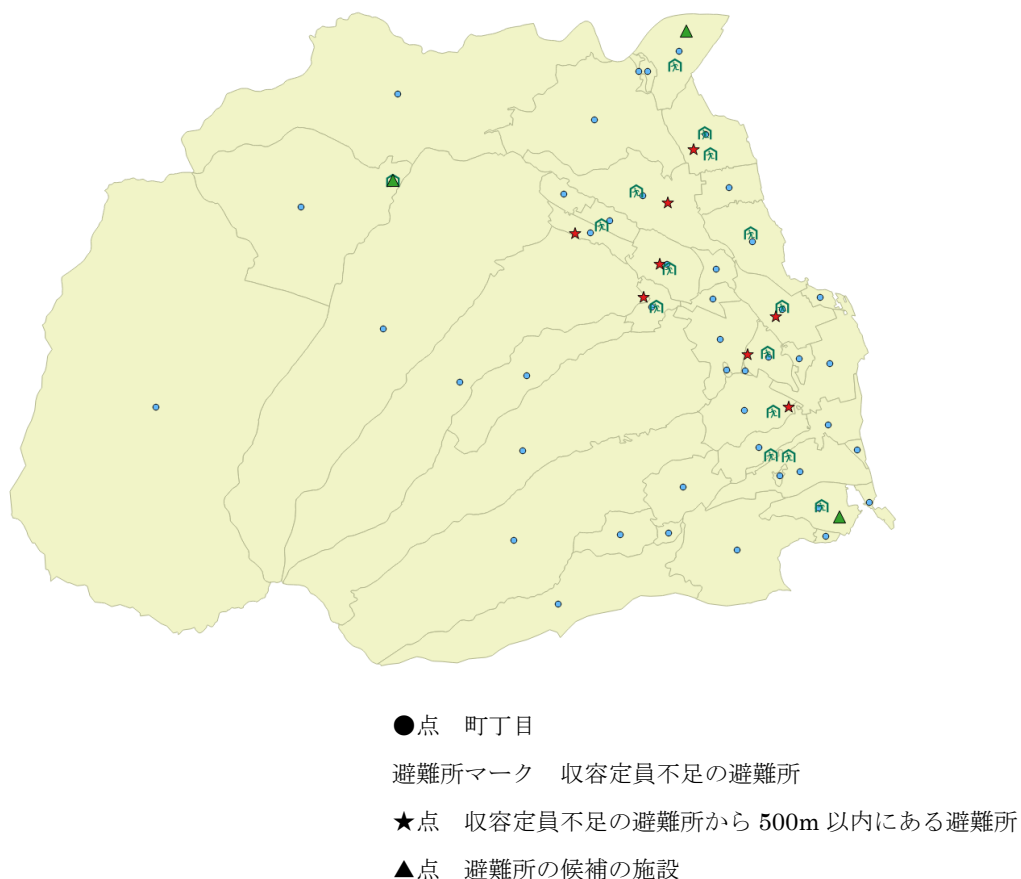 ●点 町丁目
避難所マーク 収容定員不足の避難所
★点 収容定員不足の避難所から 500m 以内にある避難所
▲点 避難所の候補の施設